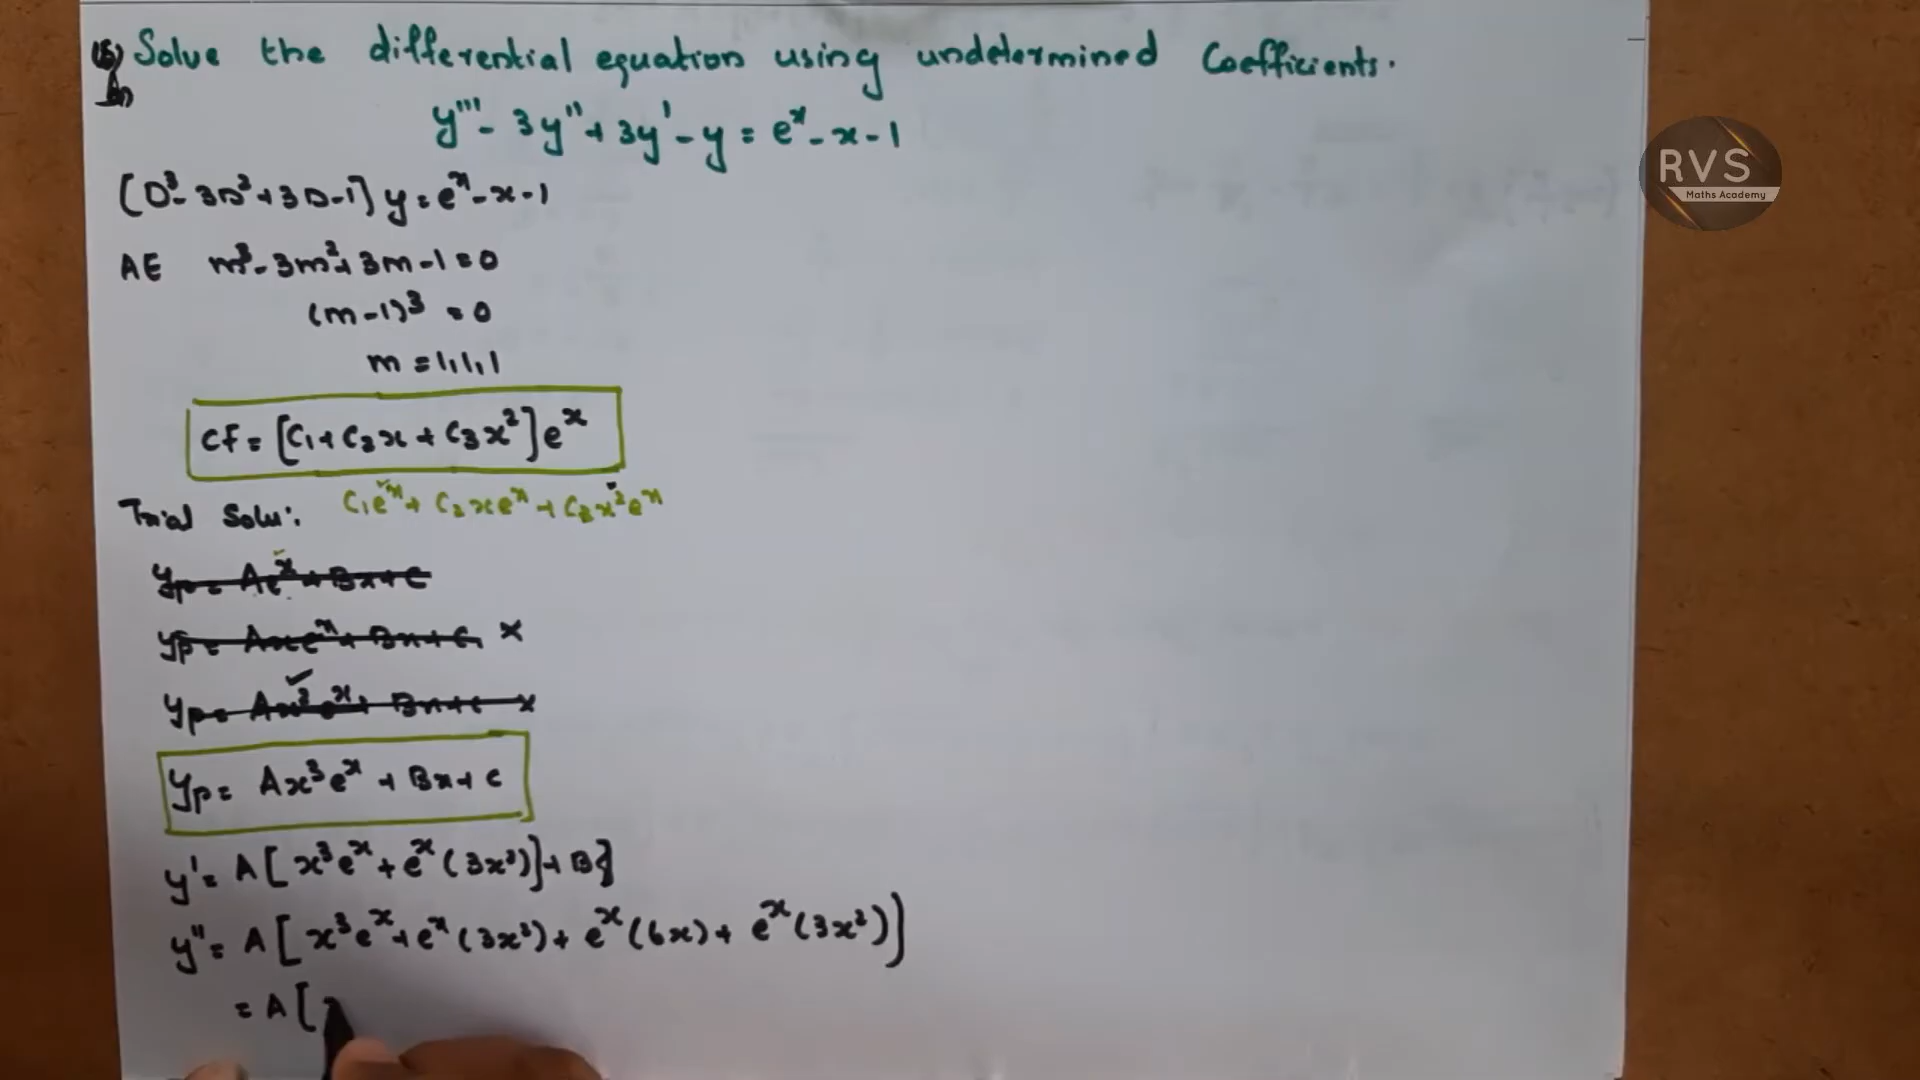 (5) Solve the differential equation using undetermined Coefficients.
y''' - 3y'' + 3y' - y = e^x - x - 1
[D³ - 3D² + 3D - 1] y = e^x - x - 1
AE m³ - 3m² + 3m - 1 = 0
(m - 1)³ = 0
m = 1, 1, 1
CF = [C₁ + C₂x + C₃x²] e^x
Trial Solu: C₁e^x + C₂xe^x + C₃x²e^x
yp = Ae^x + Bx + C
yp = Axe^x + Bx + C, ×
yp = Ax²e^x + Bx + C ×
yp = Ax³e^x + Bx + C
y' = A[x³e^x + e^x(3x²)] + B}
y'' = A[x³e^x + e^x(3x²) + e^x(6x) + e^x(3x²)]
= A[
RVS
Maths Academy